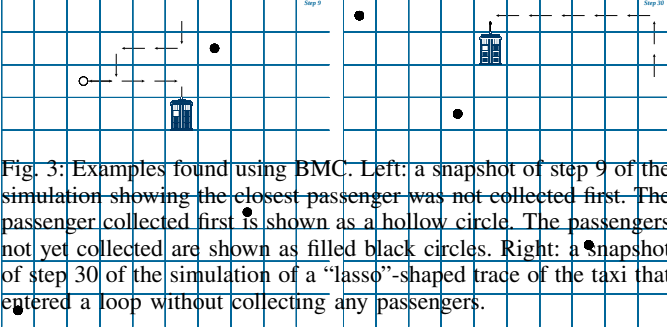 Step 9
Step 30
Fig. 3: Examples found using BMC. Left: a snapshot of step 9 of the
simulation showing the closest passenger was not collected first. The
passenger collected first is shown as a hollow circle. The passengers
not yet collected are shown as filled black circles. Right: a snapshot
of step 30 of the simulation of a “lasso”-shaped trace of the taxi that
entered a loop without collecting any passengers.